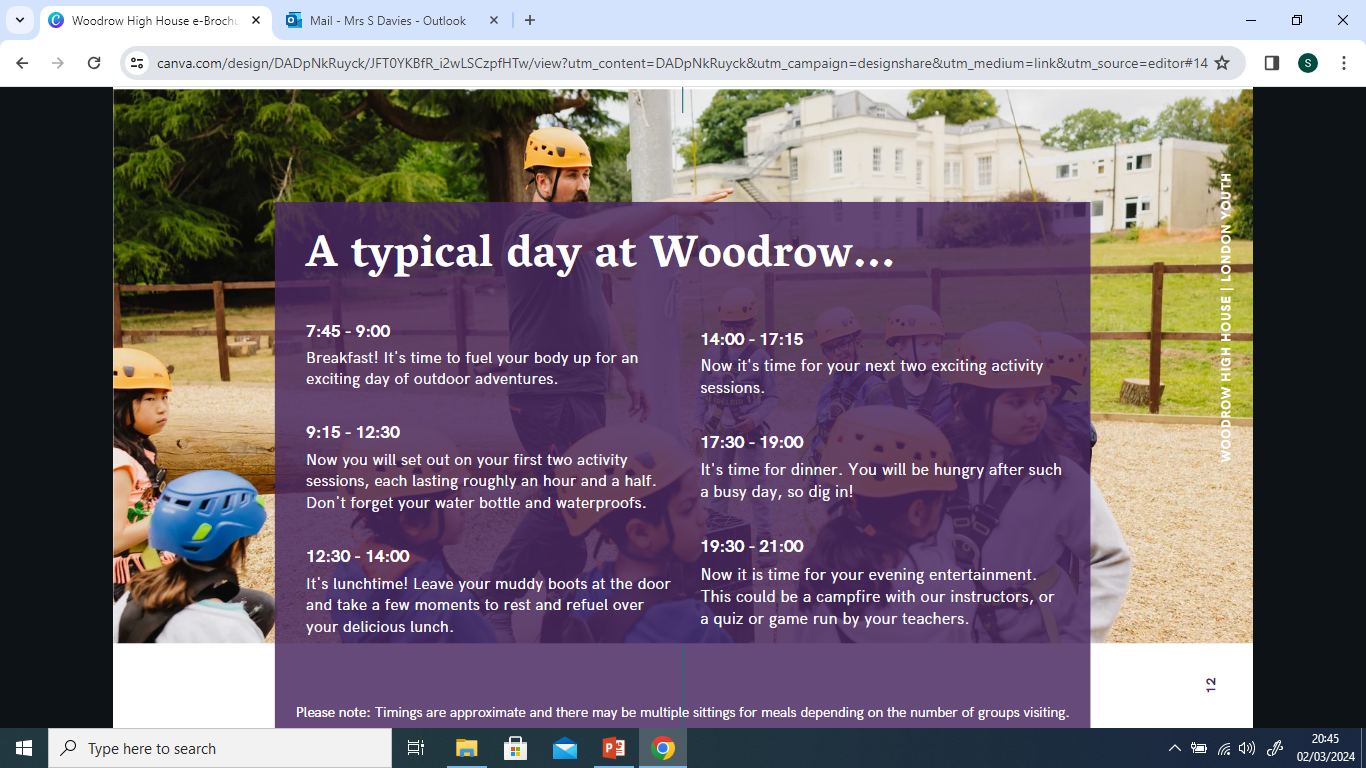 Woodrow High House e-Brochu
Mail - Mrs S Davies - Outlook
canva.com/design/DADpNkRuyck/JFT0YKBfR_i2wLSCzpfHTw/view?utm_content=DADpNkRuyck&utm_campaign=designshare&utm_medium=link&utm_source=editor#14
S
A typical day at Woodrow...
7:45 - 9:00
Breakfast! It's time to fuel your body up for an
exciting day of outdoor adventures.
9:15 - 12:30
Now you will set out on your first two activity
sessions, each lasting roughly an hour and a half.
Don't forget your water bottle and waterproofs.
12:30 - 14:00
It's lunchtime! Leave your muddy boots at the door
and take a few moments to rest and refuel over
your delicious lunch.
14:00 - 17:15
Now it's time for your next two exciting activity
sessions.
17:30 - 19:00
It's time for dinner. You will be hungry after such
a busy day, so dig in!
19:30 - 21:00
Now it is time for your evening entertainment.
This could be a campfire with our instructors, or
a quiz or game run by your teachers.
Please note: Timings are approximate and there may be multiple sittings for meals depending on the number of groups visiting.
WOODROW HIGH HOUSE | LONDON YOUTH
12
Type here to search
20:45
02/03/2024